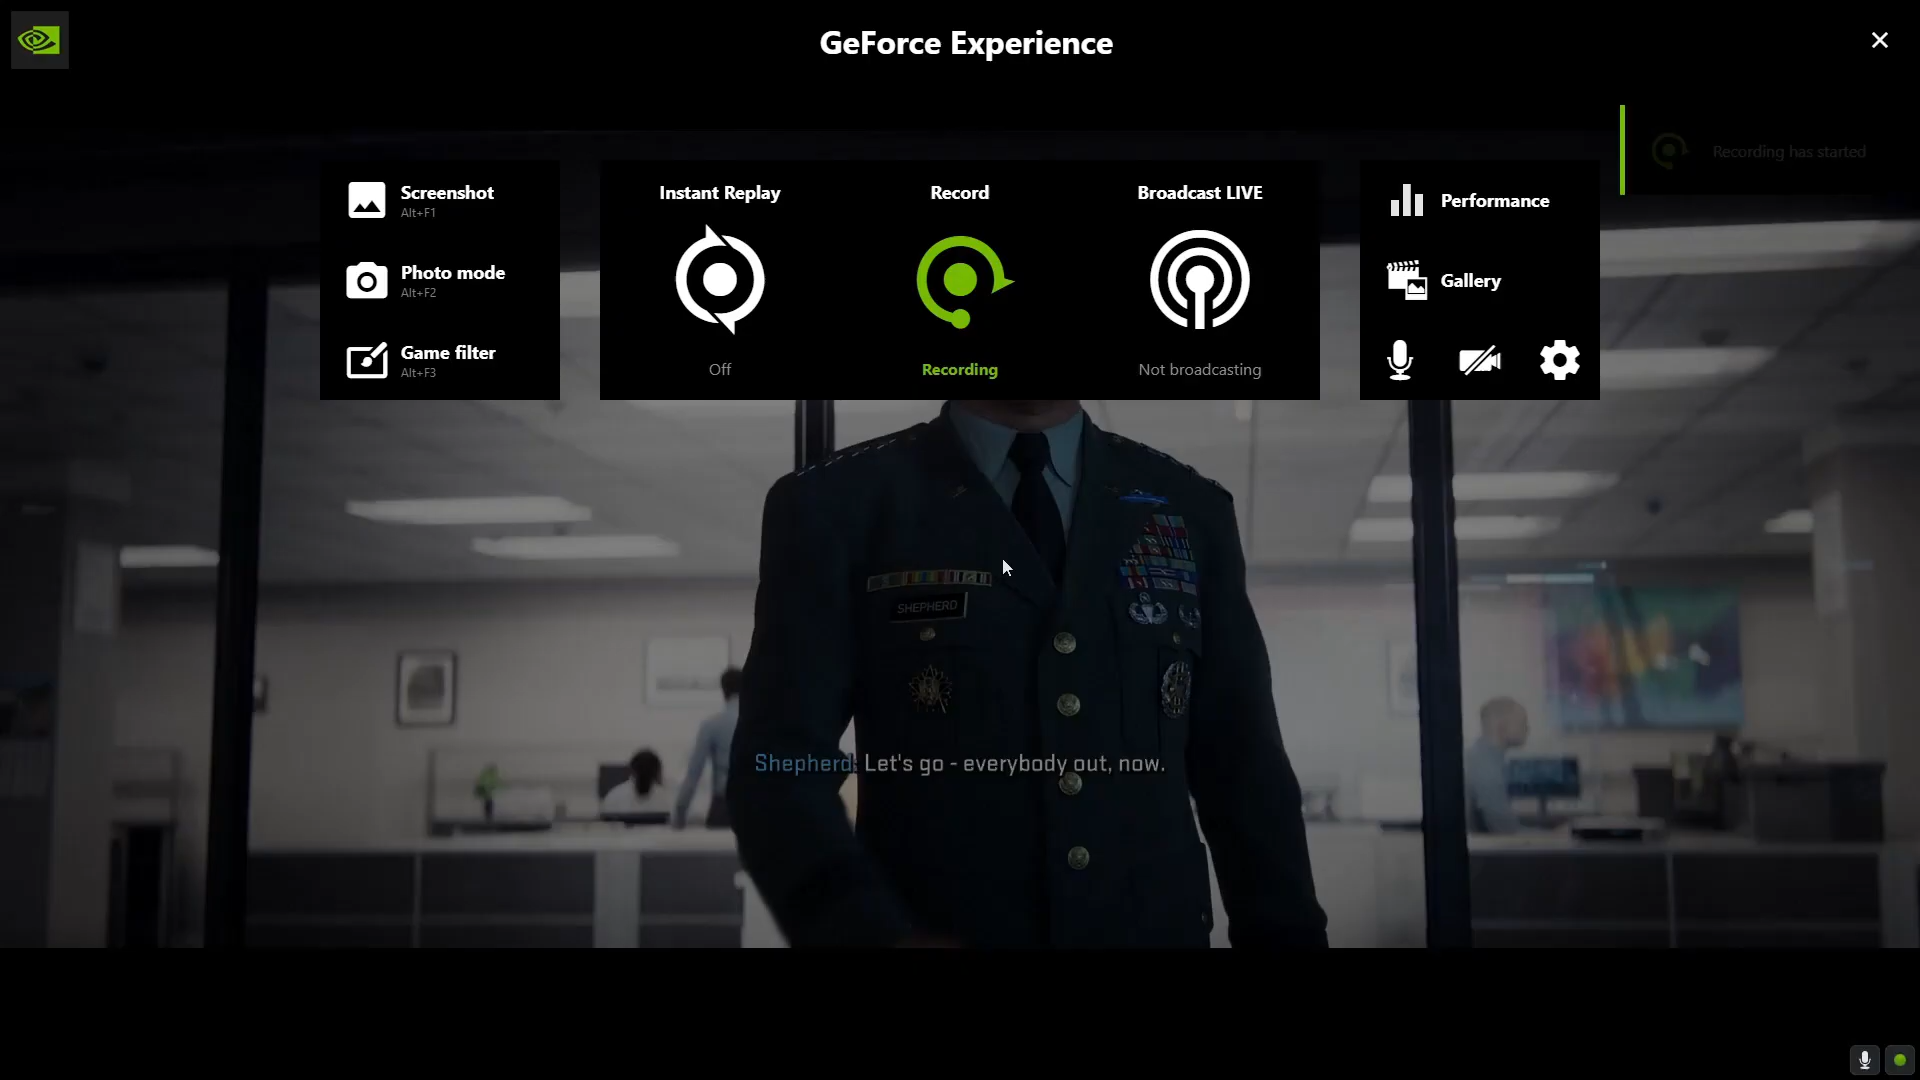 GeForce Experience
Recording has started
Screenshot
Alt+F1
Photo mode
Alt+F2
Game filter
Alt+F3
Instant Replay
Off
Record
Recording
Broadcast LIVE
Not broadcasting
Performance
Gallery
SHEPHERD
Shepherd: Let's go - everybody out, now.